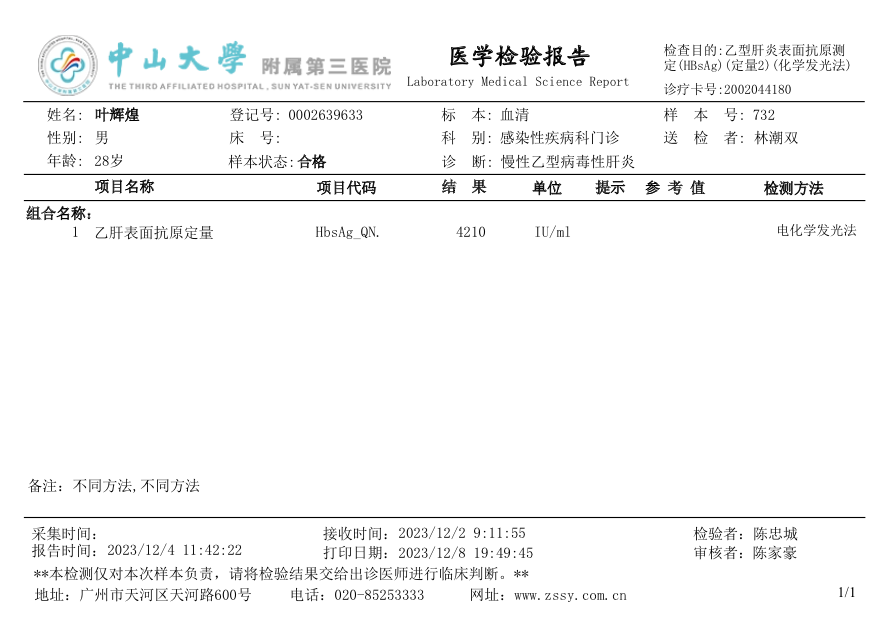 中山大学 附属第三医院
THE THIRD AFFILIATED HOSPITAL, SUN YAT-SEN UNIVERSITY
医学检验报告
Laboratory Medical Science Report
检查目的:乙型肝炎表面抗原测
定(HBsAg)(定量2)(化学发光法)
诊疗卡号:2002044180
姓名: 叶辉煌 登记号: 0002639633 标 本: 血清 样 本 号: 732
性别: 男 床 号: 科 别: 感染性疾病科门诊 送 检 者: 林潮双
年龄: 28岁 样本状态: 合格 诊 断: 慢性乙型病毒性肝炎
项目名称 项目代码 结 果 单位 提示 参 考 值 检测方法
组合名称:
1 乙肝表面抗原定量 HbsAg_QN. 4210 IU/ml 电化学发光法
备注: 不同方法,不同方法
采集时间: 接收时间: 2023/12/2 9:11:55 检验者: 陈忠城
报告时间: 2023/12/4 11:42:22 打印日期: 2023/12/8 19:49:45 审核者: 陈家豪
**本检测仅对本次样本负责，请将检验结果交给出诊医师进行临床判断。**
地址: 广州市天河区天河路600号 电话: 020-85253333 网址: www.zssy.com.cn 1/1